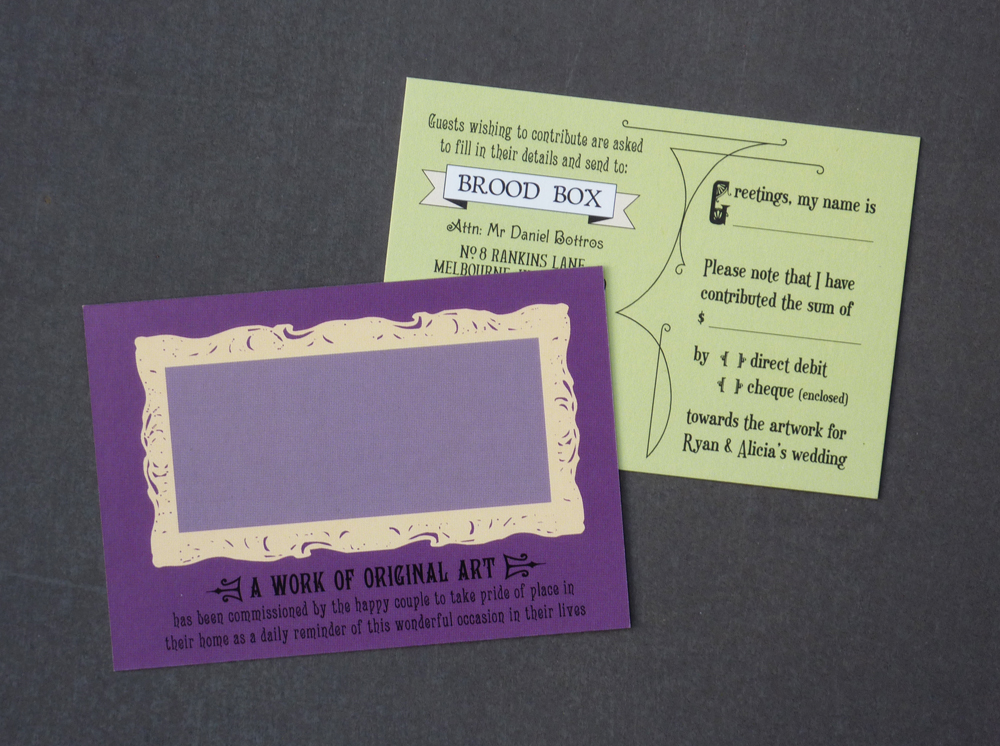 Guests wishing to contribute are asked
to fill in their details and send to:
BROOD BOX
Attn: Mr Daniel Bottros
Nº 8 RANKINS LANE
MELBOURNE,
Greetings, my name is
Please note that I have
contributed the sum of
$
by { } direct debit
{ } cheque (enclosed)
towards the artwork for
Ryan & Alicia's wedding
A WORK OF ORIGINAL ART
has been commissioned by the happy couple to take pride of place in
their home as a daily reminder of this wonderful occasion in their lives